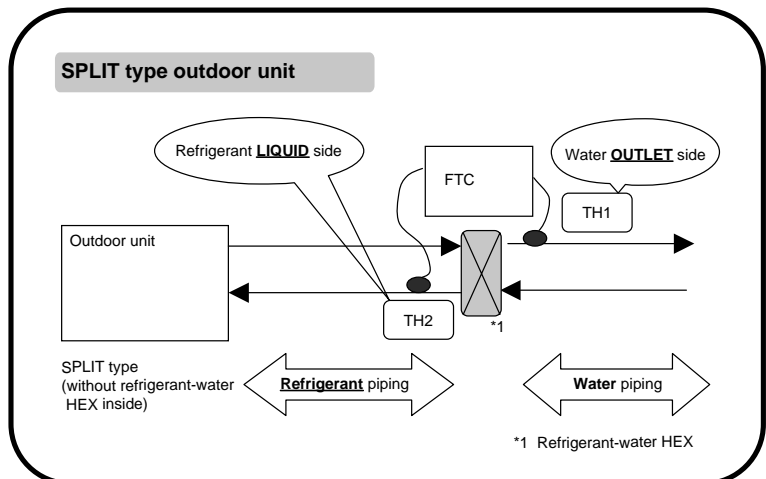 SPLIT type outdoor unit
Refrigerant LIQUID side
Water OUTLET side
FTC
TH1
Outdoor unit
TH2
*1
SPLIT type
(without refrigerant-water
HEX inside)
Refrigerant piping
Water piping
*1 Refrigerant-water HEX